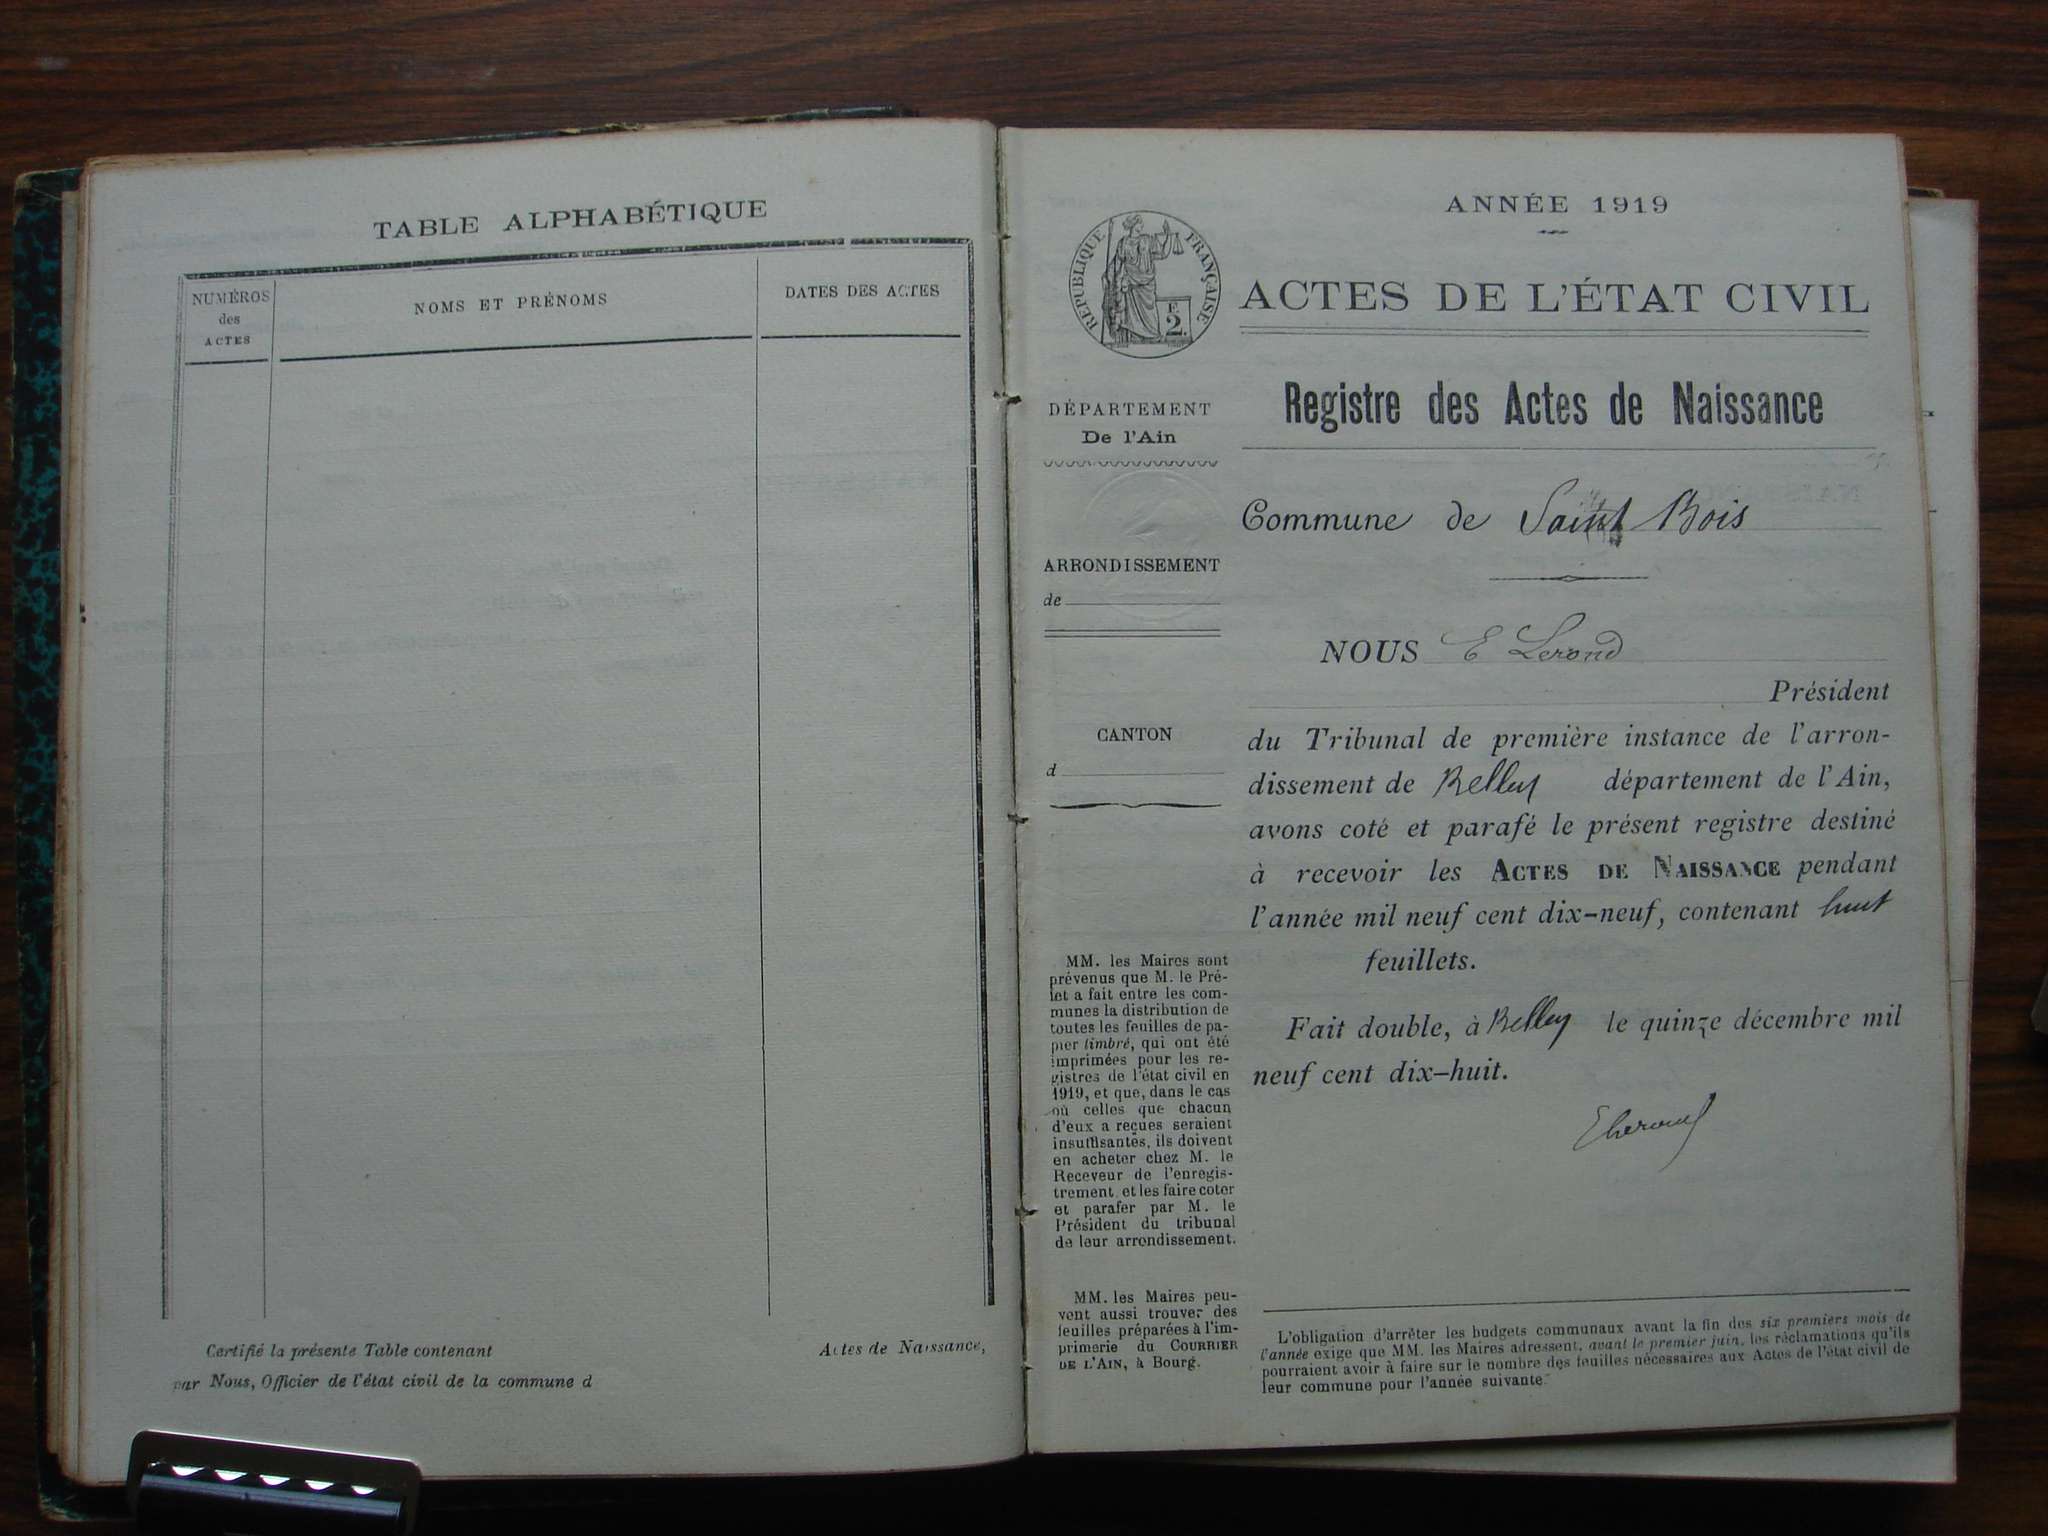 TABLE ALPHABÉTIQUE
NUMÉROS
des
ACTES
NOMS ET PRÉNOMS
DATES DES ACTES
Certifié la présente Table contenant
Actes de Naissance,
par Nous, Officier de l'état civil de la commune d
ANNÉE 1919
RÉPUBLIQUE FRANÇAISE
F
2.
ACTES DE L'ÉTAT CIVIL
Registre des Actes de Naissance
DÉPARTEMENT
De l'Ain
Commune de Saint Bois
ARRONDISSEMENT
de
CANTON
d
NOUS E Lerond
Président
du Tribunal de première instance de l'arron-
dissement de Belley département de l'Ain,
avons coté et parafé le présent registre destiné
à recevoir les ACTES DE NAISSANCE pendant
l'année mil neuf cent dix-neuf, contenant huit
feuillets.
Fait double, à Belley le quinze décembre mil
neuf cent dix-huit.
ELerond
MM. les Maires sont
prévenus que M. le Pré-
fet a fait entre les com-
munes la distribution de
toutes les feuilles de pa-
pier timbré, qui ont été
imprimées pour les re-
gistres de l'état civil en
1919, et que, dans le cas
où celles que chacun
d'eux a reçues seraient
insuffisantes, ils doivent
en acheter chez M. le
Receveur de l'enregis-
trement, et les faire coter
et parafer par M. le
Président du tribunal
de leur arrondissement.
MM. les Maires peu-
vent aussi trouver des
feuilles préparées à l'im-
primerie du COURRIER
DE L'AIN, à Bourg.
L'obligation d'arrêter les budgets communaux avant la fin des six premiers mois de
l'année exige que MM. les Maires adressent, avant le premier juin, les réclamations qu'ils
pourraient avoir à faire sur le nombre des feuilles nécessaires aux Actes de l'état civil de
leur commune pour l'année suivante.